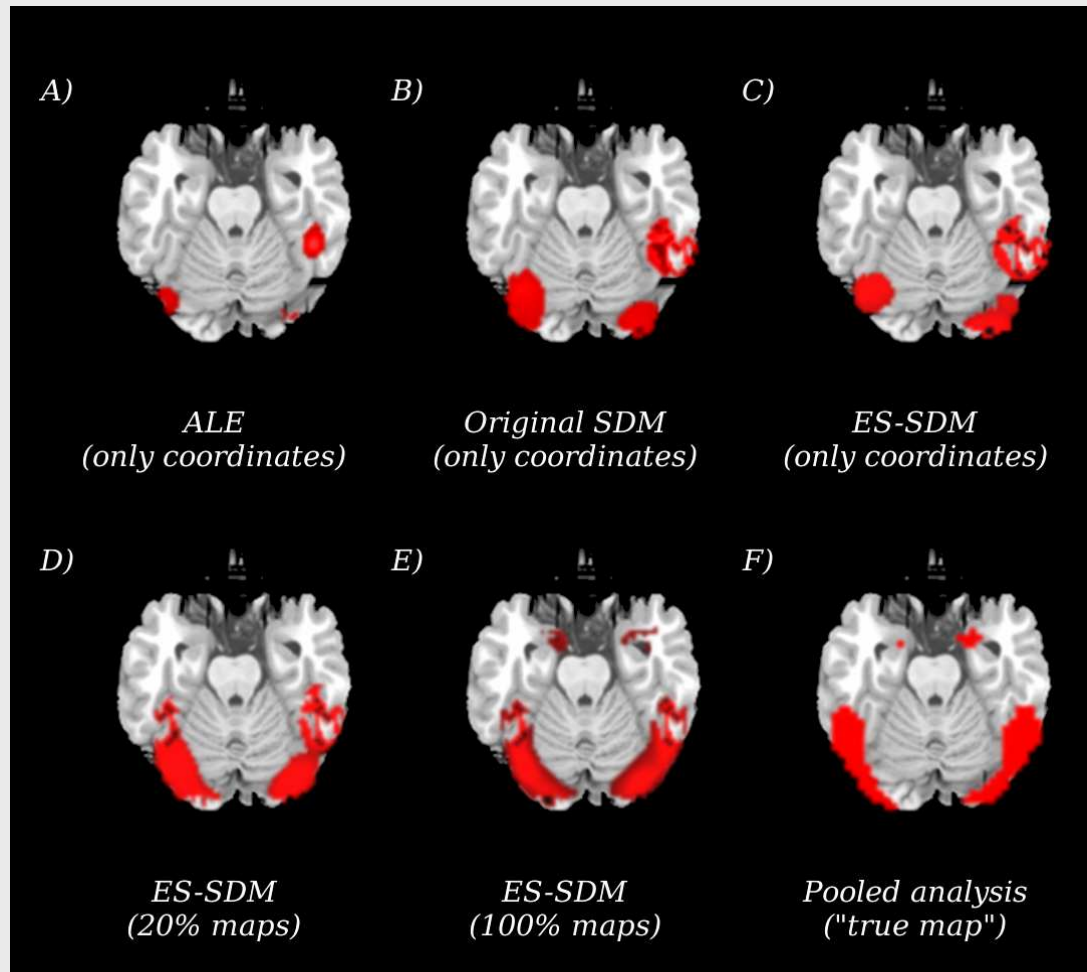 A)
B)
C)
ALE
(only coordinates)
Original SDM
(only coordinates)
ES-SDM
(only coordinates)
D)
E)
F)
ES-SDM
(20% maps)
ES-SDM
(100% maps)
Pooled analysis
("true map")